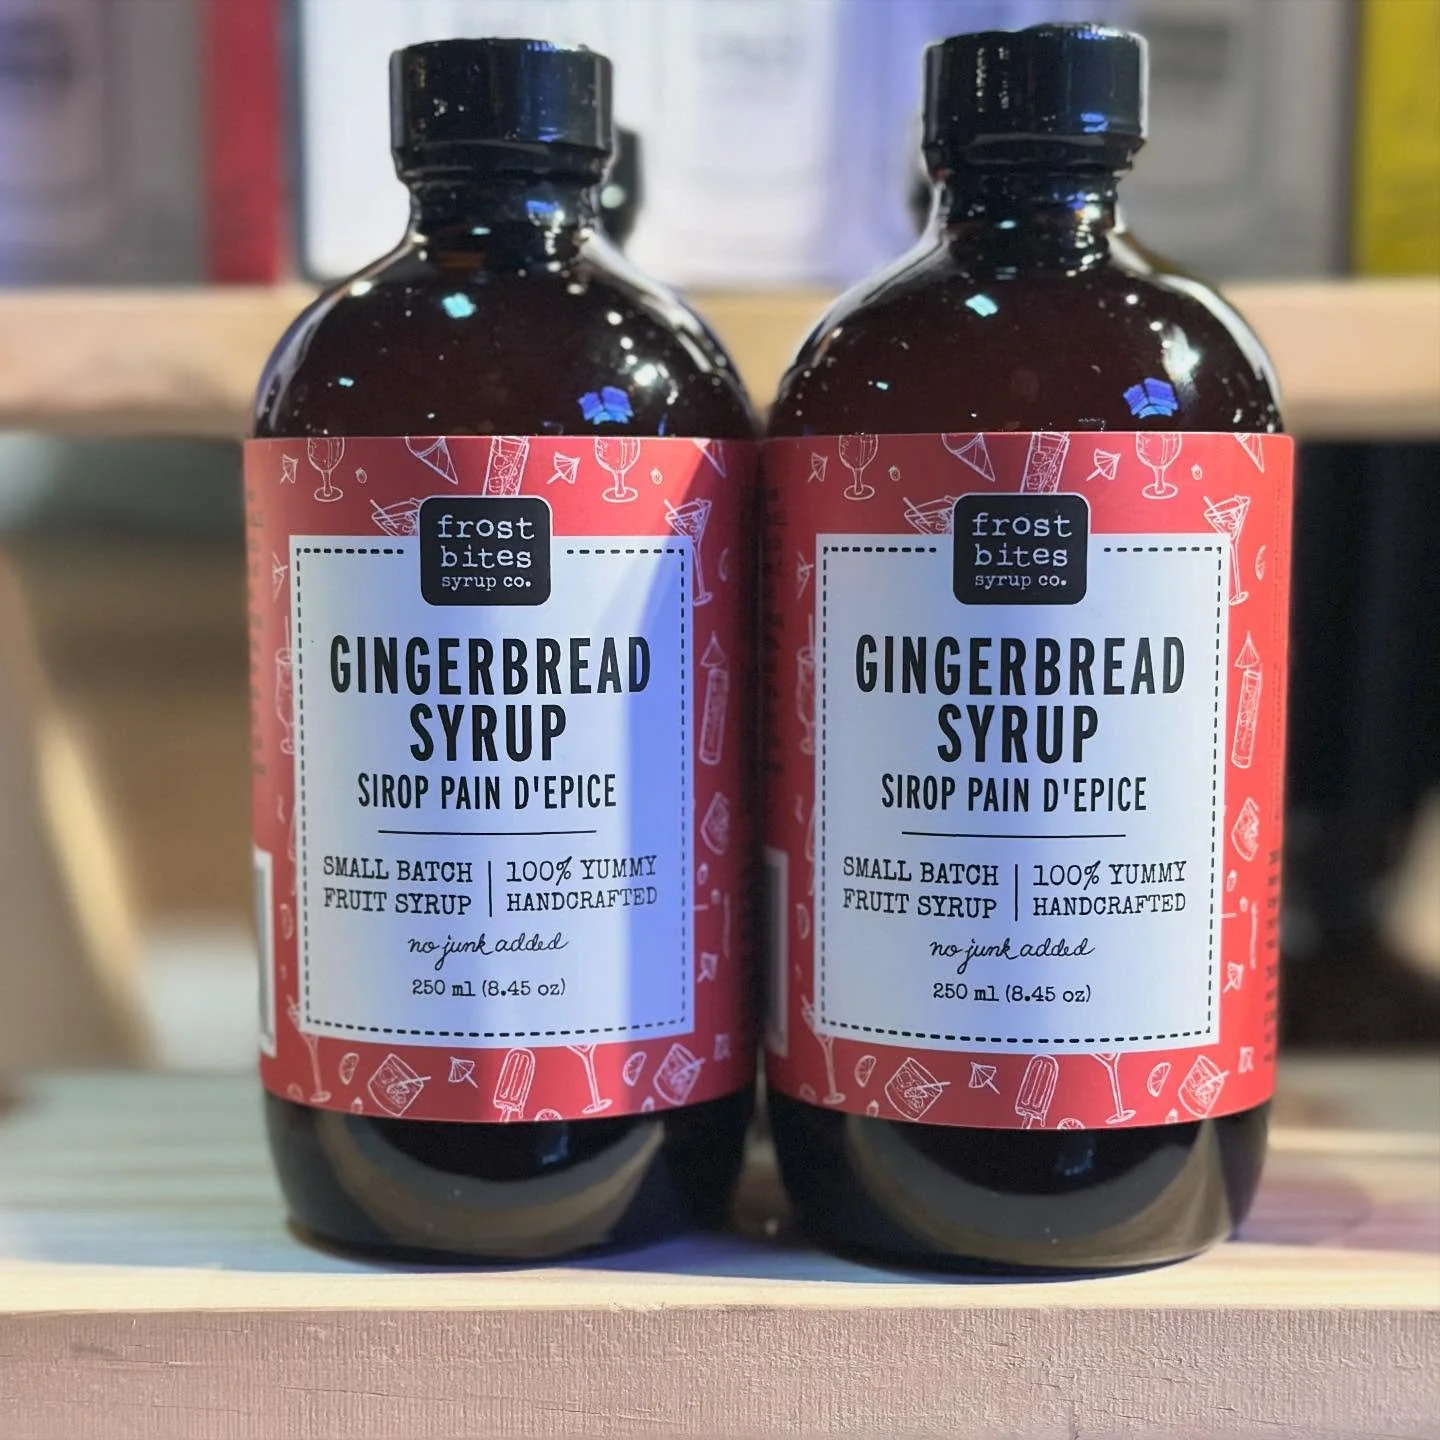 frost
bites
syrup co.
GINGERBREAD
SYRUP
SIROP PAIN D'EPICE
SMALL BATCH | 100% YUMMY
FRUIT SYRUP | HANDCRAFTED
no junk added
250 ml (8.45 oz)
frost
bites
syrup co.
GINGERBREAD
SYRUP
SIROP PAIN D'EPICE
SMALL BATCH | 100% YUMMY
FRUIT SYRUP | HANDCRAFTED
no junk added
250 ml (8.45 oz)